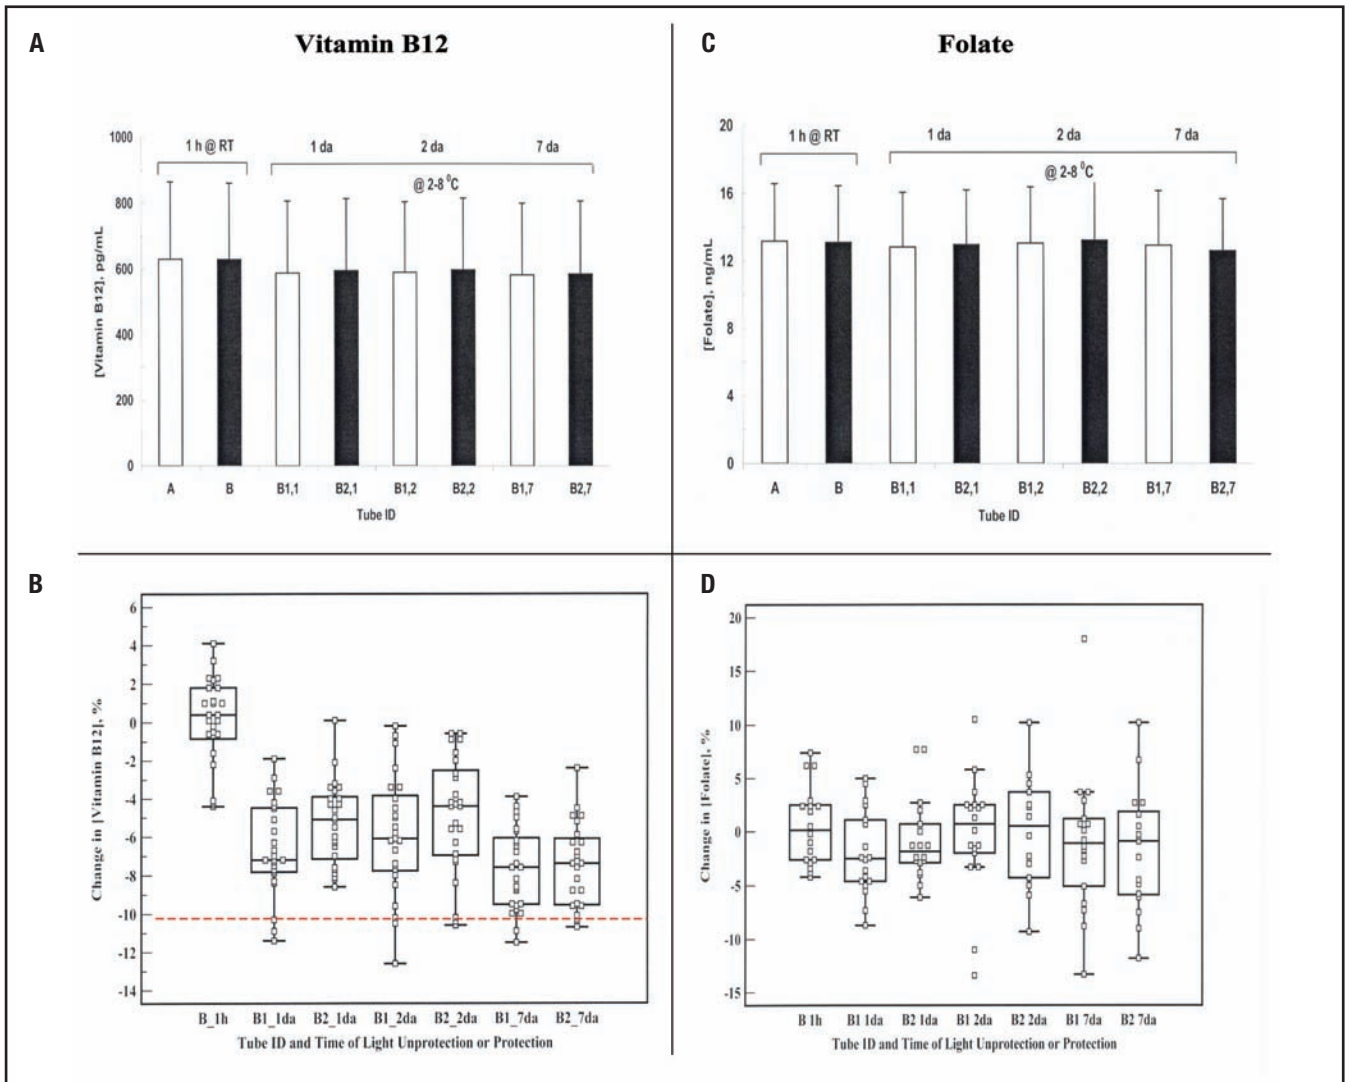 A
Vitamin B12
1000
800
600
400
200
0
[Vitamin B12], pg/mL
1 h @ RT
1 da
2 da
7 da
@ 2-8 ⁰C
A
B
B1,1
B2,1
B1,2
B2,2
B1,7
B2,7
Tube ID
C
Folate
20
16
12
8
4
0
[Folate], ng/mL
1 h @ RT
1 da
2 da
7 da
@ 2-8 ⁰C
A
B
B1,1
B2,1
B1,2
B2,2
B1,7
B2,7
Tube ID
B
6
4
2
0
-2
-4
-6
-8
-10
-12
-14
Change in [Vitamin B12], %
B_1h
B1_1da
B2_1da
B1_2da
B2_2da
B1_7da
B2_7da
Tube ID and Time of Light Unprotection or Protection
D
20
15
10
5
0
-5
-10
-15
Change in [Folate], %
B 1h
B1 1da
B2 1da
B1 2da
B2 2da
B1 7da
B2 7da
Tube ID and Time of Light Unprotection or Protection